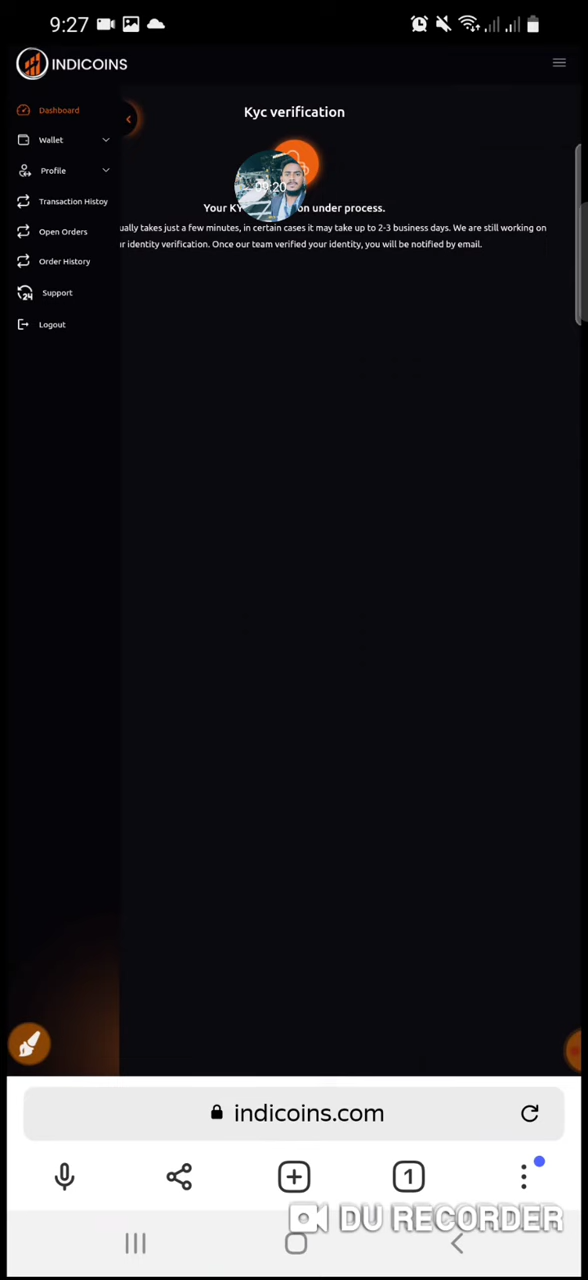 9:27
INDICOINS
Dashboard
Wallet
Profile
Transaction Histoy
Open Orders
Order History
24
Support
Logout
Kyc verification
09:20
Your KY on under process.
ually takes just a few minutes, in certain cases it may take up to 2-3 business days. We are still working on
r identity verification. Once our team verified your identity, you will be notified by email.
indicoins.com
1
DU RECORDER